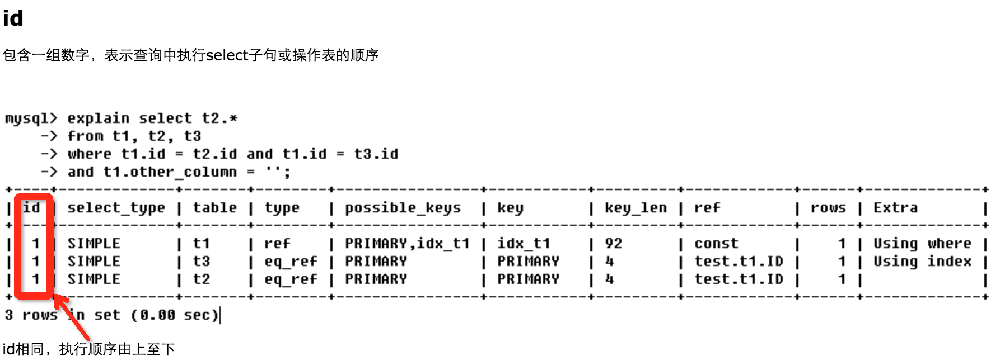 id
包含一组数字，表示查询中执行select子句或操作表的顺序
mysql> explain select t2.*
    -> from t1, t2, t3
    -> where t1.id = t2.id and t1.id = t3.id
    -> and t1.other_column = '';
+----+-------------+-------+--------+----------------+-----------+---------+------------+------+-------------+
| id | select_type | table | type   | possible_keys  | key       | key_len | ref        | rows | Extra       |
+----+-------------+-------+--------+----------------+-----------+---------+------------+------+-------------+
|  1 | SIMPLE      | t1    | ref    | PRIMARY,idx_t1 | idx_t1    | 92      | const      |    1 | Using where |
|  1 | SIMPLE      | t3    | eq_ref | PRIMARY        | PRIMARY   | 4       | test.t1.ID |    1 | Using index |
|  1 | SIMPLE      | t2    | eq_ref | PRIMARY        | PRIMARY   | 4       | test.t1.ID |    1 |             |
+----+-------------+-------+--------+----------------+-----------+---------+------------+------+-------------+
3 rows in set (0.00 sec)
id相同，执行顺序由上至下